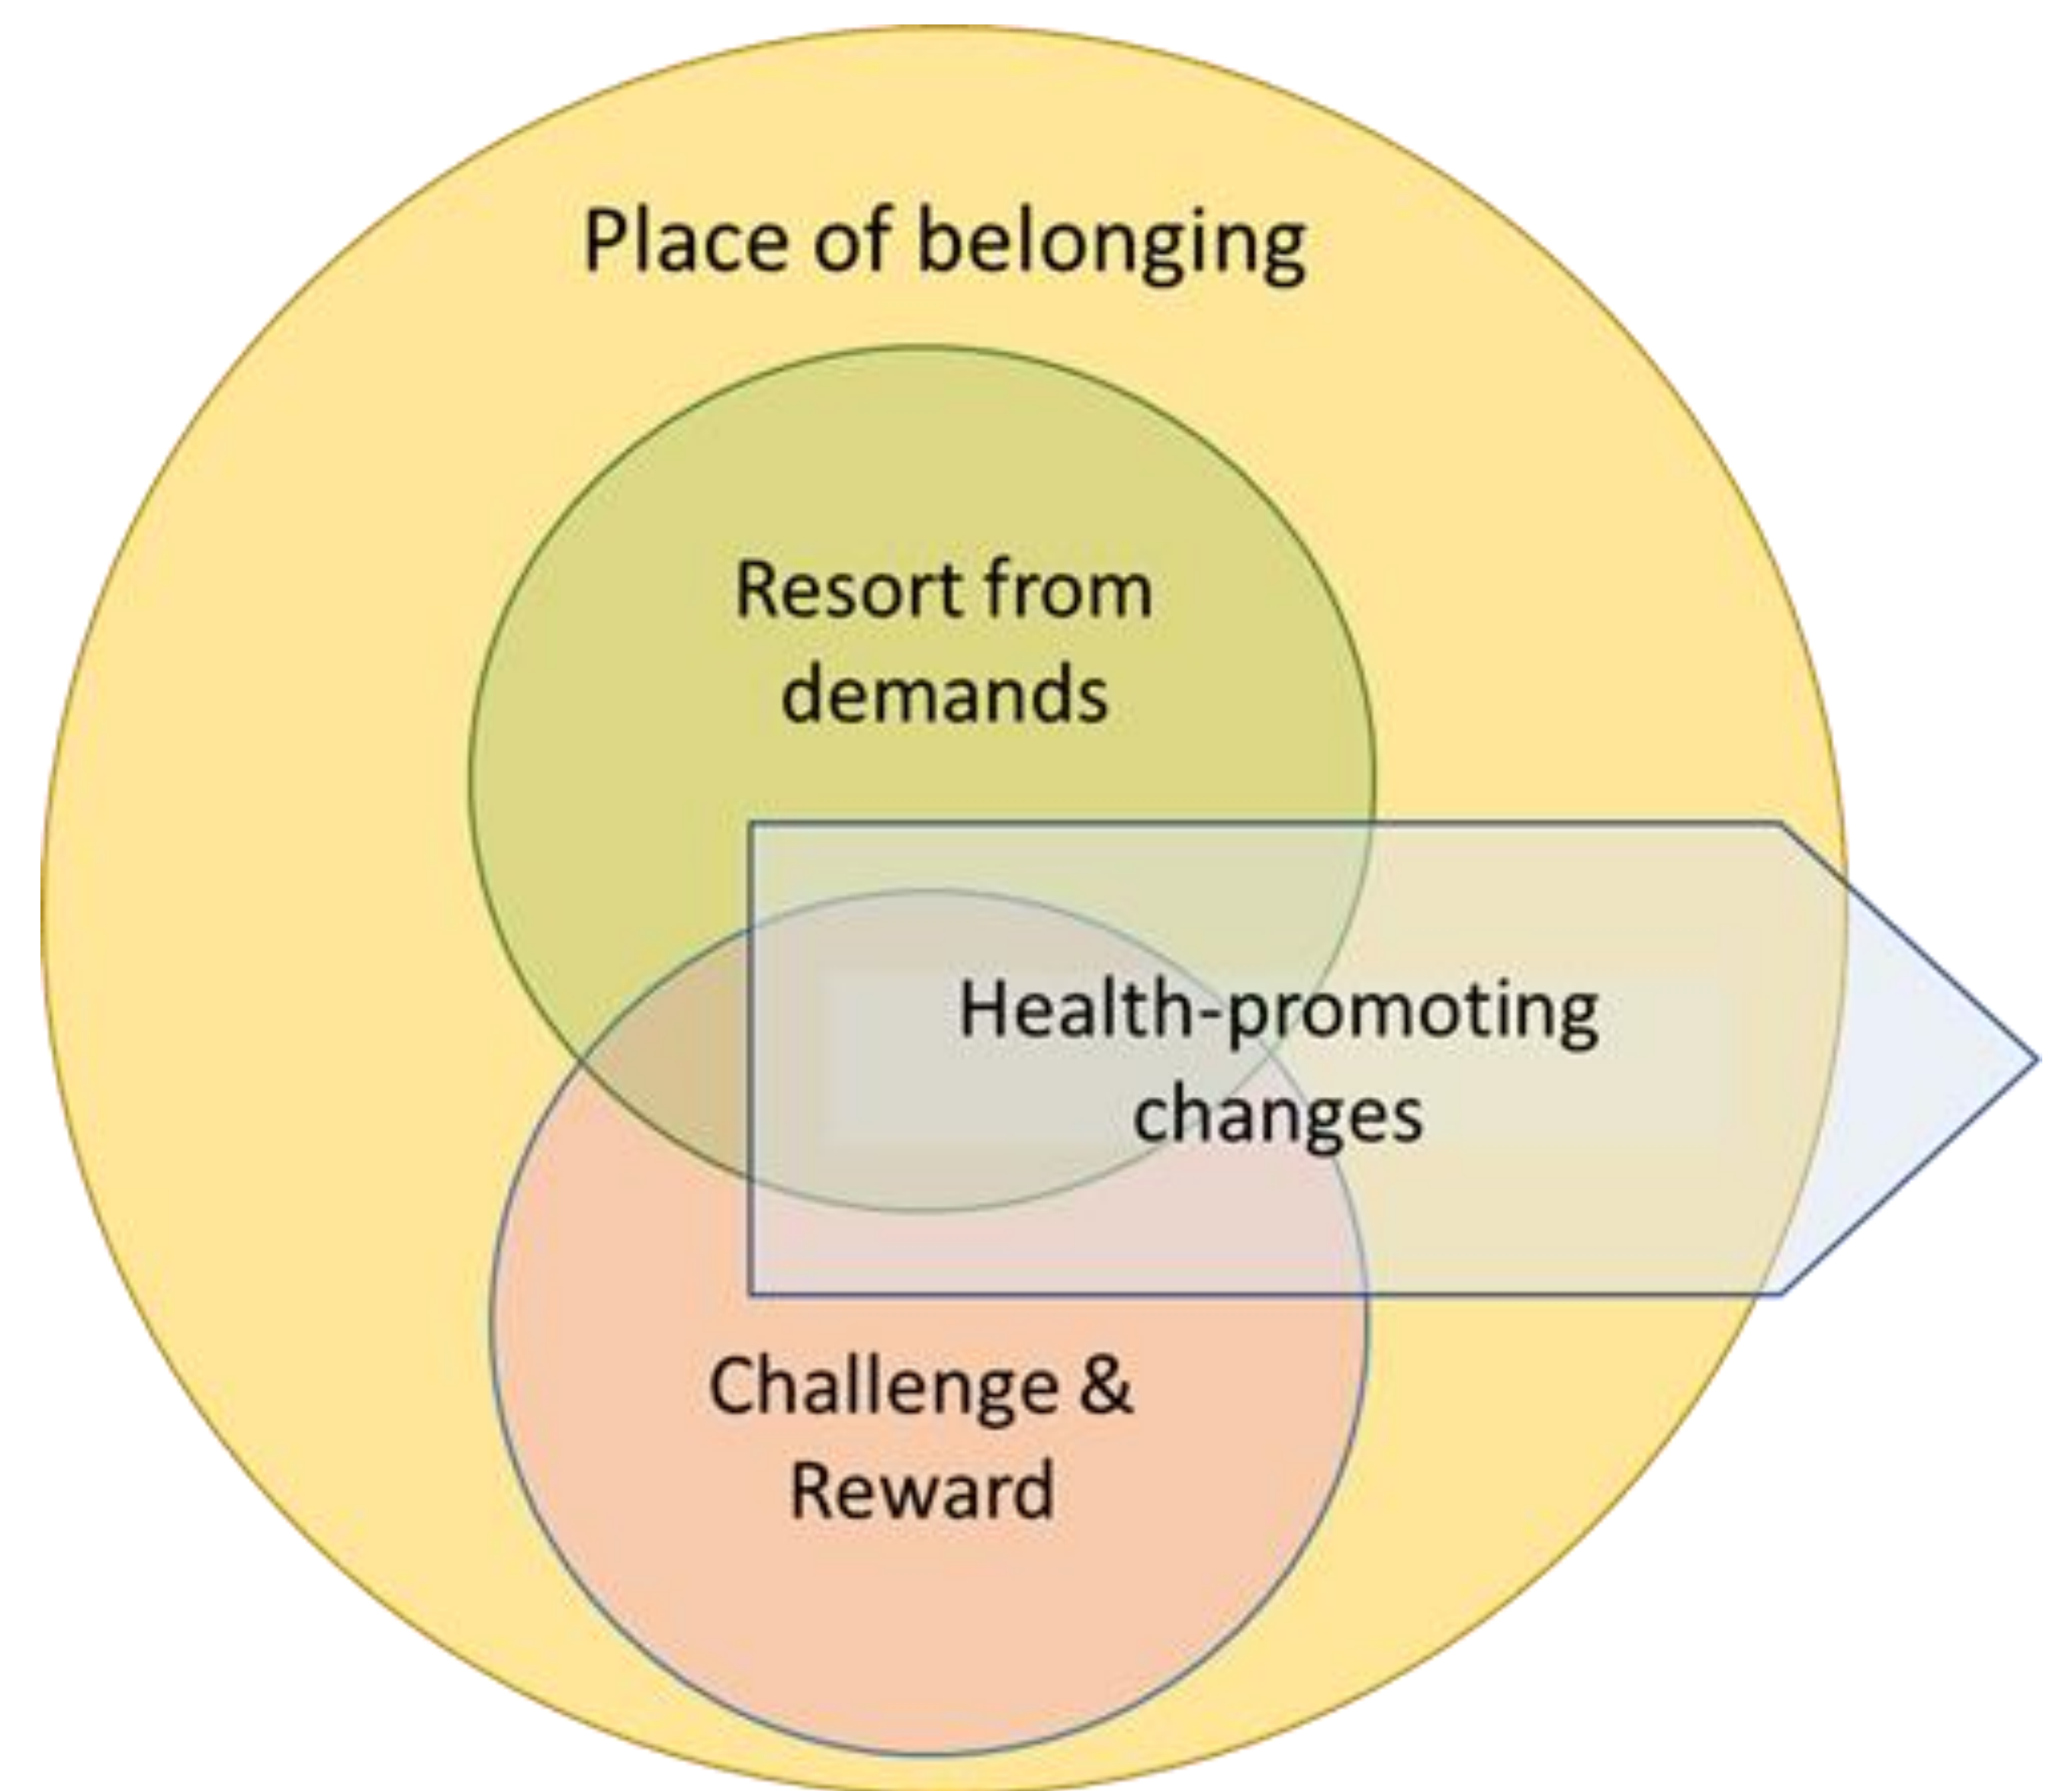 Place of belonging
Resort from
demands
Health-promoting
changes
Challenge &
Reward